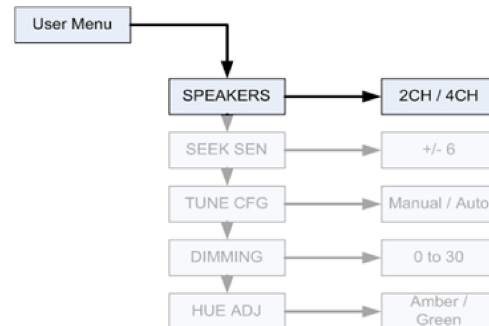 User Menu
SPEAKERS
2CH / 4CH
SEEK SEN
+/- 6
TUNE CFG
Manual / Auto
DIMMING
0 to 30
HUE ADJ
Amber /
Green